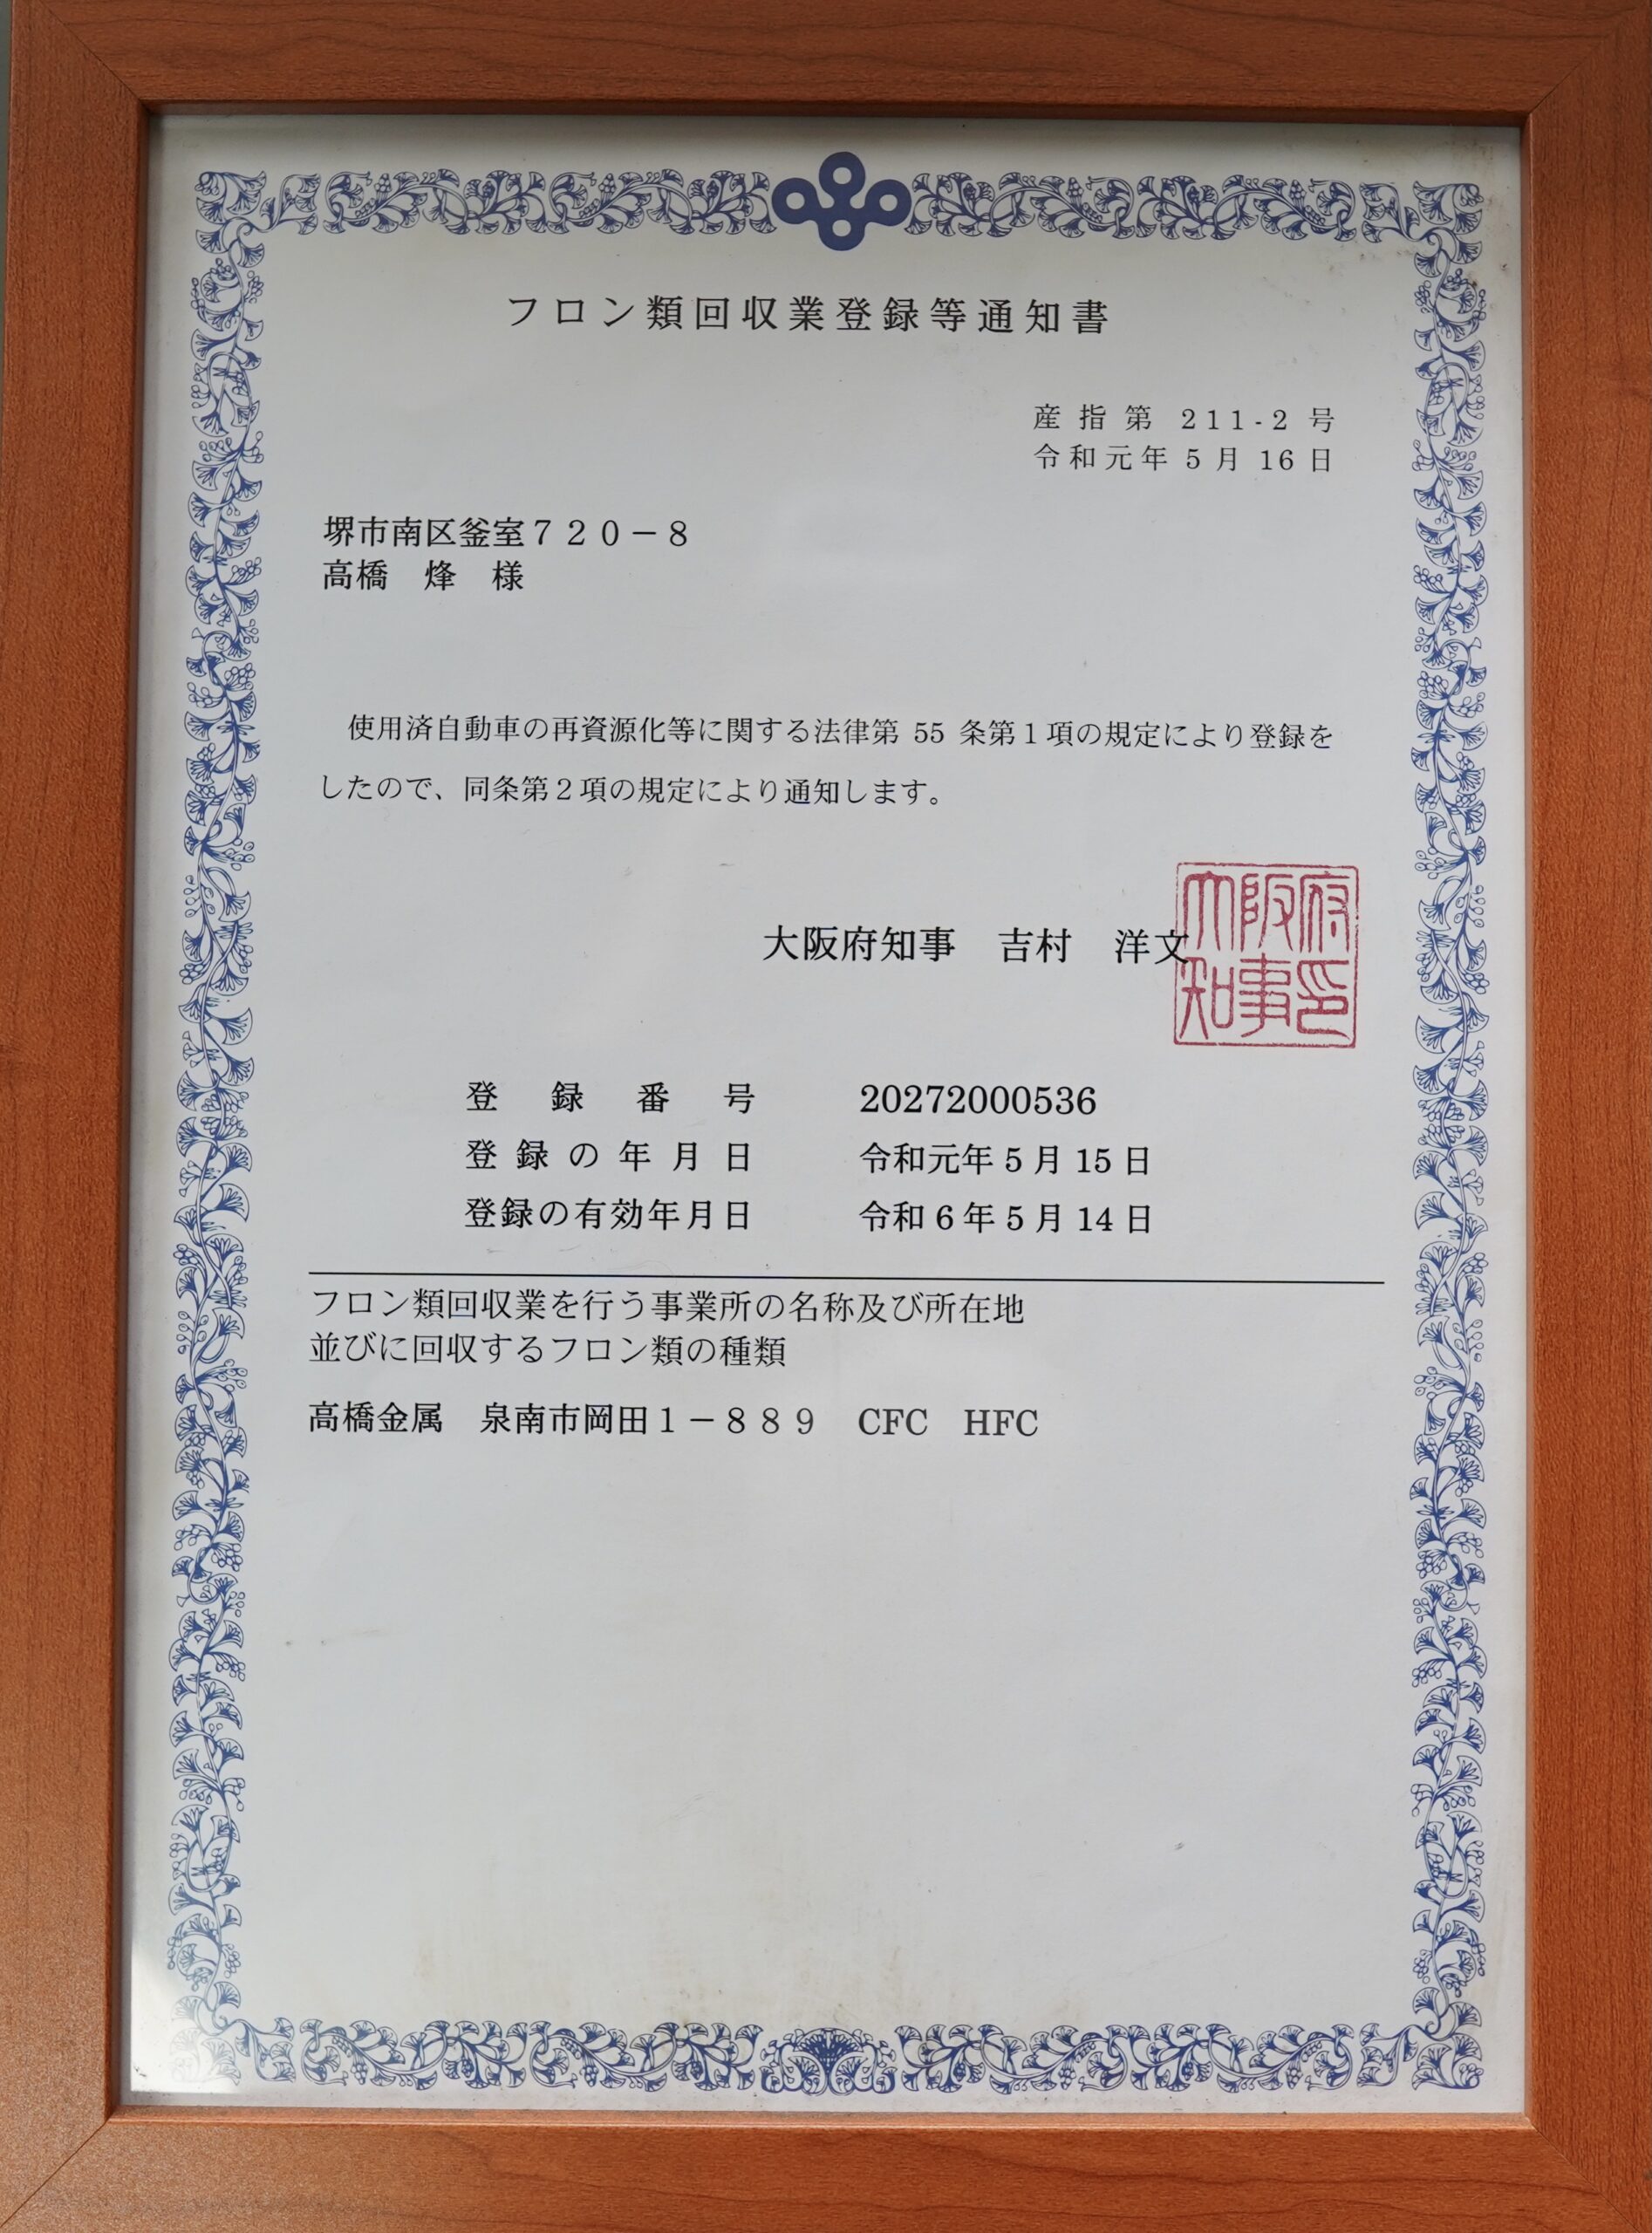 フロン類回収業登録等通知書
産指第 211-2 号
令和元年 5 月 16 日
堺市南区釜室７２０－８
高橋　烽　様
使用済自動車の再資源化等に関する法律第 55 条第１項の規定により登録を
したので、同条第２項の規定により通知します。
大阪府知事　吉村　洋文
大阪府
知事印
登録番号　20272000536
登録の年月日　令和元年 5 月 15 日
登録の有効年月日　令和 6 年 5 月 14 日
フロン類回収業を行う事業所の名称及び所在地
並びに回収するフロン類の種類
高橋金属　泉南市岡田１－８８９　CFC　HFC